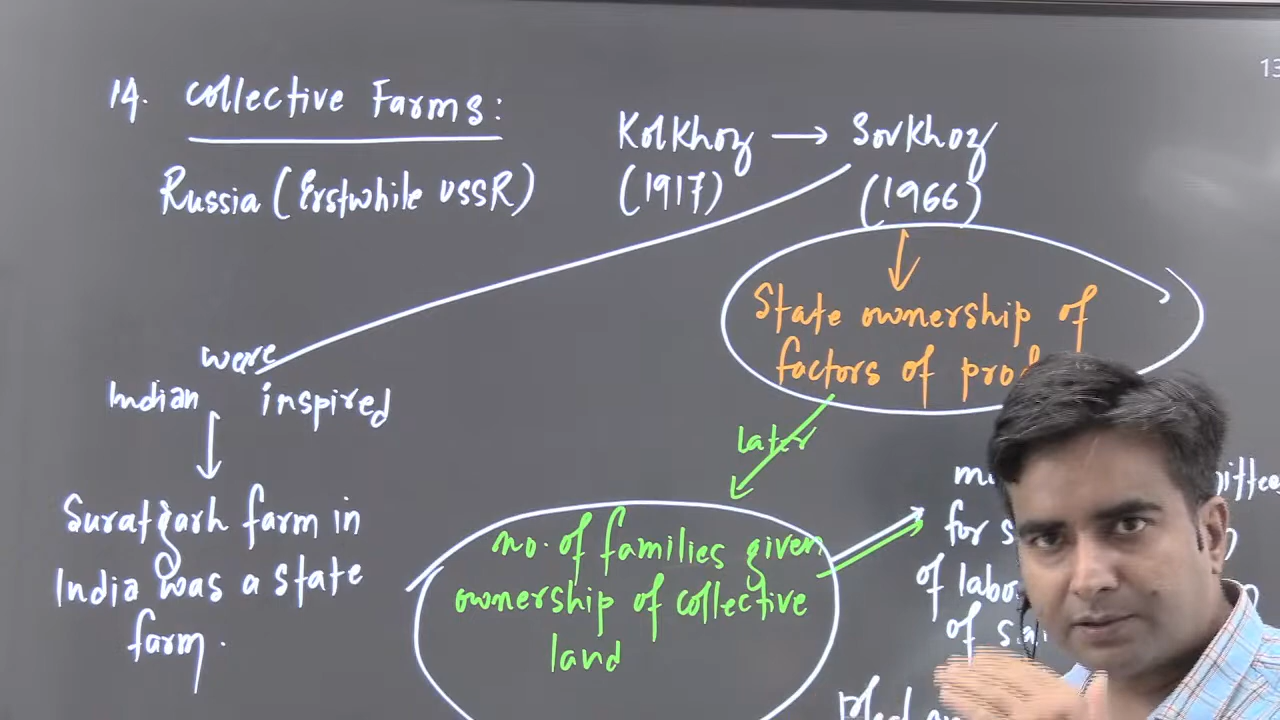 13
14. Collective Farms:
Kolkhoz → Sovkhoz
Russia (Erstwhile USSR) (1917) (1966)
State ownership of
factors of
were
Indian inspired
later
Suratgarh farm in
India was a state
farm.
no. of families given
ownership of collective
land
for
of
of